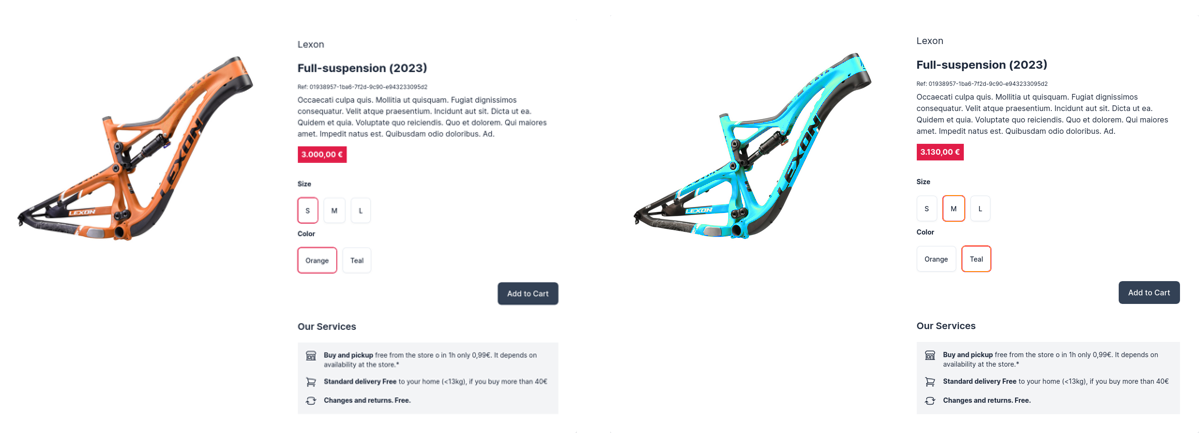 Lexon
Full-suspension (2023)
Ref: 01938957-1ba6-7f2d-9c90-e943233095d2
Occaecati culpa quis. Mollitia ut quisquam. Fugiat dignissimos
consequatur. Velit atque praesentium. Incidunt aut sit. Dicta ut ea.
Quidem et quia. Voluptate quo reiciendis. Quo et dolorem. Qui maiores
amet. Impedit natus est. Quibusdam odio doloribus. Ad.
3.000,00 €
Size
S M L
Color
Orange Teal
Add to Cart
Our Services
Buy and pickup free from the store o in 1h only 0,99€. It depends on
availability at the store.*
Standard delivery Free to your home (<13kg), if you buy more than 40€
Changes and returns. Free.
LEXON
LEXON
Lexon
Full-suspension (2023)
Ref: 01938957-1ba6-7f2d-9c90-e943233095d2
Occaecati culpa quis. Mollitia ut quisquam. Fugiat dignissimos
consequatur. Velit atque praesentium. Incidunt aut sit. Dicta ut ea.
Quidem et quia. Voluptate quo reiciendis. Quo et dolorem. Qui maiores
amet. Impedit natus est. Quibusdam odio doloribus. Ad.
3.130,00 €
Size
S M L
Color
Orange Teal
Add to Cart
Our Services
Buy and pickup free from the store o in 1h only 0,99€. It depends on
availability at the store.*
Standard delivery Free to your home (<13kg), if you buy more than 40€
Changes and returns. Free.
LEXON
LEXON